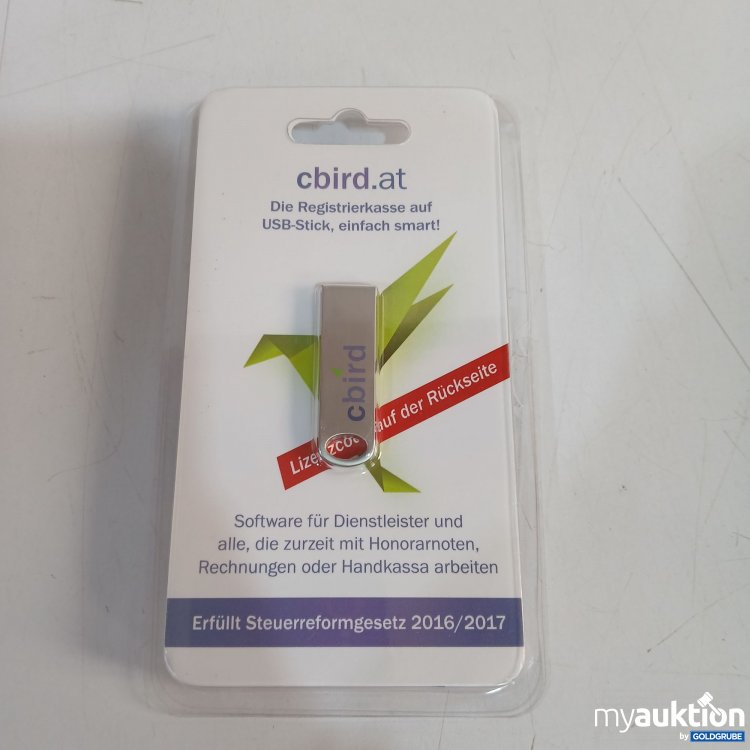 cbird.at
Die Registrierkasse auf
USB-Stick, einfach smart!
cbird
auf der Rückseite
Software für Dienstleister und
alle, die zurzeit mit Honorarnoten,
Rechnungen oder Handkassa arbeiten
Erfüllt Steuerreformgesetz 2016/2017
myauktion
by GOLDGRUBE